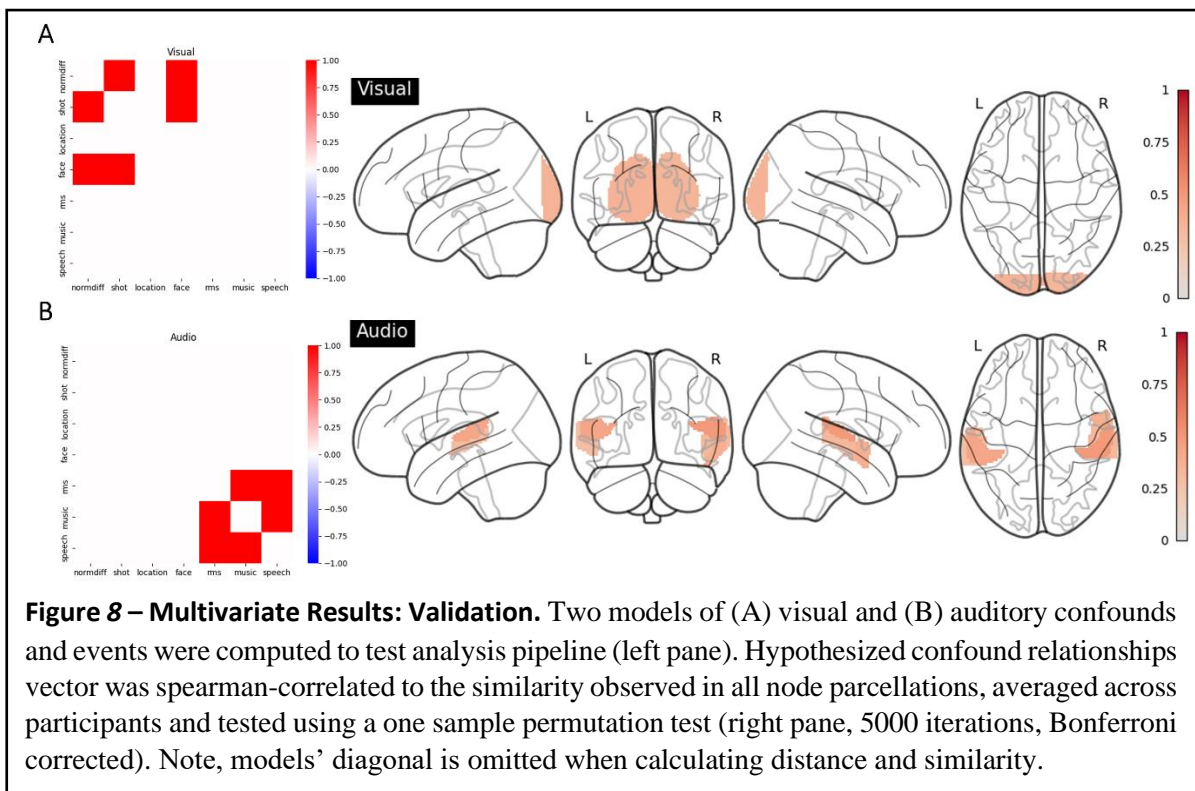 A
Visual
normdiff
shot
location
face
rms
music
speech
normdiff shot location face rms music speech
1.00
0.75
0.50
0.25
0.00
−0.25
−0.50
−0.75
−1.00
Visual
L R
L R
1
0.75
0.5
0.25
0
B
Audio
normdiff
shot
location
face
rms
music
speech
normdiff shot location face rms music speech
1.00
0.75
0.50
0.25
0.00
−0.25
−0.50
−0.75
−1.00
Audio
L R
L R
1
0.75
0.5
0.25
0
Figure 8 – Multivariate Results: Validation. Two models of (A) visual and (B) auditory confounds
and events were computed to test analysis pipeline (left pane). Hypothesized confound relationships
vector was spearman-correlated to the similarity observed in all node parcellations, averaged across
participants and tested using a one sample permutation test (right pane, 5000 iterations, Bonferroni
corrected). Note, models’ diagonal is omitted when calculating distance and similarity.